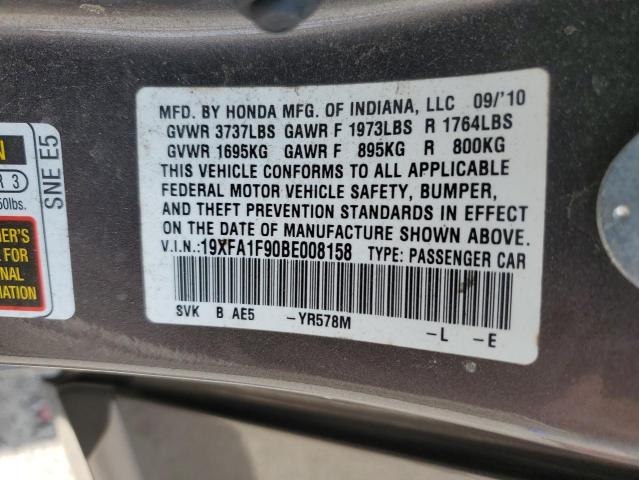 MFD. BY HONDA MFG. OF INDIANA, LLC 09/'10
GVWR 3737LBS GAWR F 1973LBS R 1764LBS
GVWR 1695KG GAWR F 895KG R 800KG
THIS VEHICLE CONFORMS TO ALL APPLICABLE
FEDERAL MOTOR VEHICLE SAFETY, BUMPER,
AND THEFT PREVENTION STANDARDS IN EFFECT
ON THE DATE OF MANUFACTURE SHOWN ABOVE.
V.I.N.: 19XFA1F90BE008158 TYPE: PASSENGER CAR
SVK B AE5 -YR578M -L -E
SNE E5
R 3
50lbs.